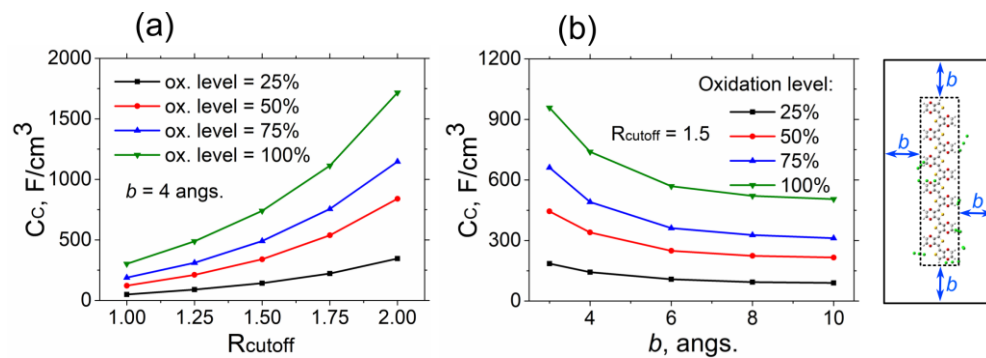 (a)
C_C, F/cm³
2000
1500
1000
500
0
ox. level = 25%
ox. level = 50%
ox. level = 75%
ox. level = 100%
b = 4 angs.
1.00 1.25 1.50 1.75 2.00
Rcutoff
(b)
C_C, F/cm³
1200
900
600
300
0
Oxidation level:
25%
50%
75%
100%
Rcutoff = 1.5
4 6 8 10
b, angs.
b
b
b
b